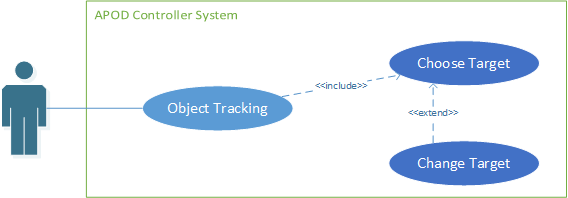 APOD Controller System
Choose Target
<<include>>
Object Tracking
<<extend>>
Change Target